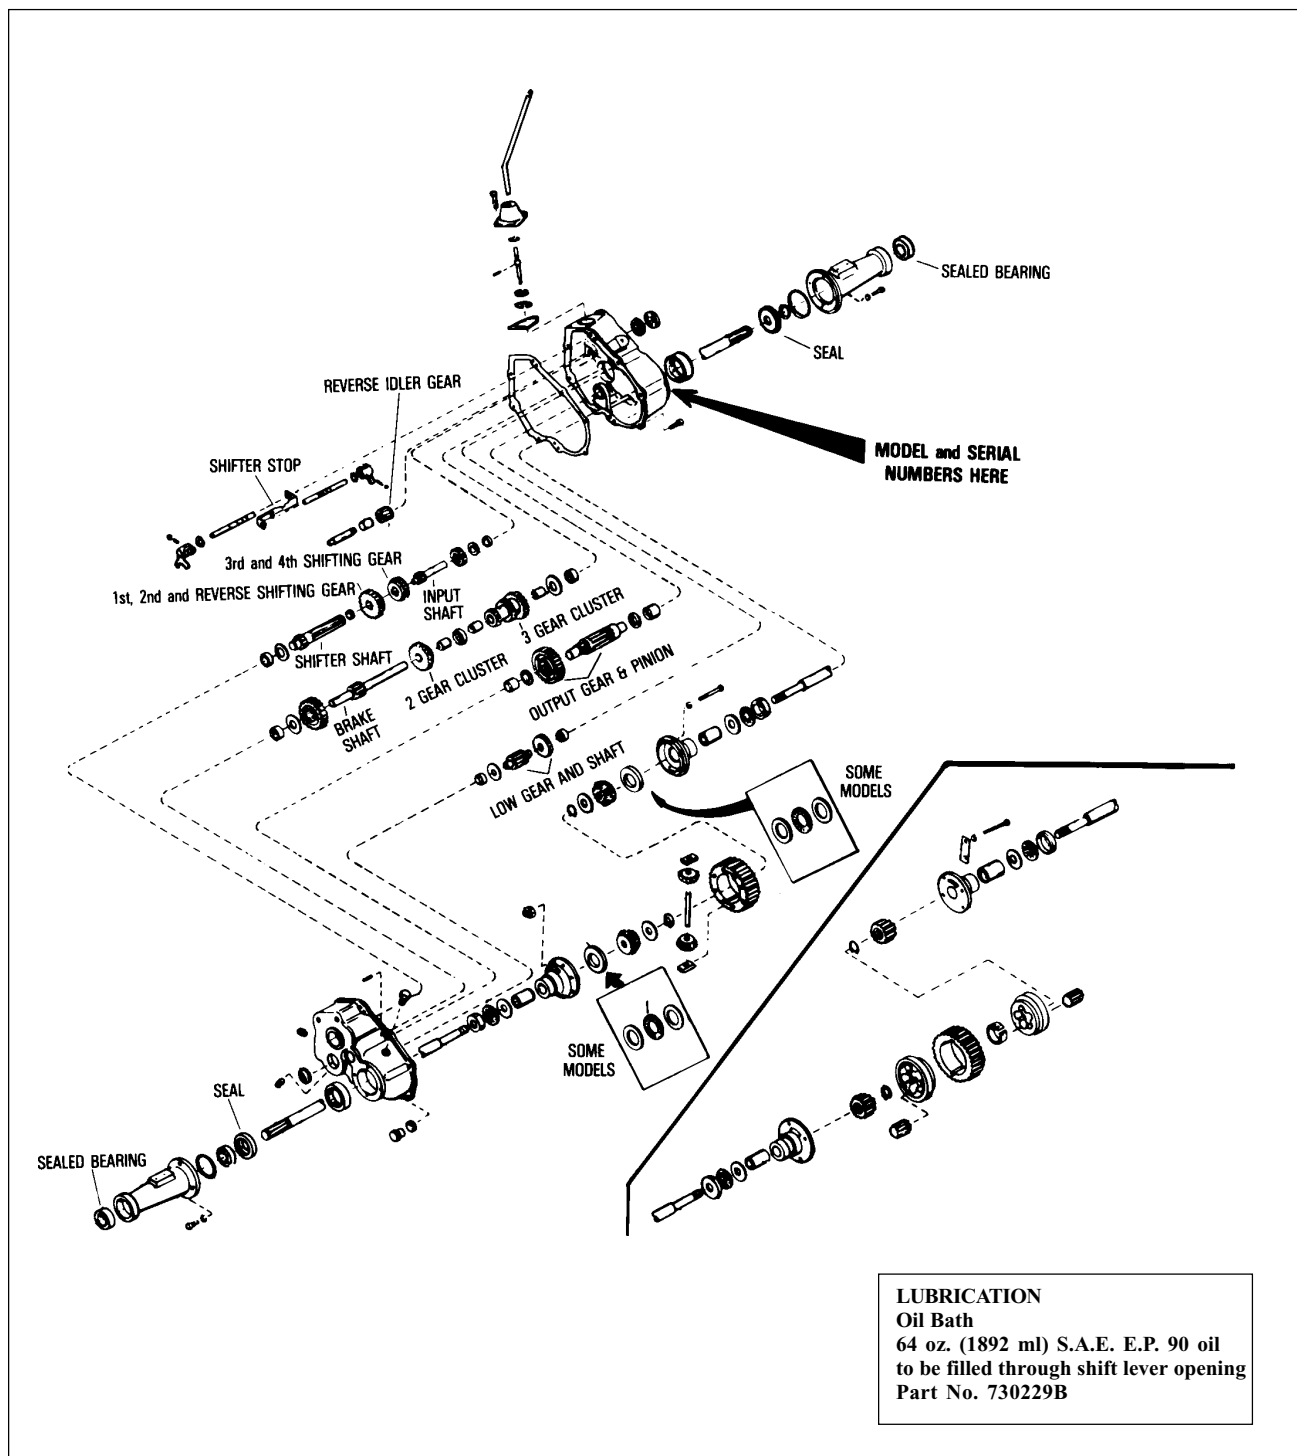 SEALED BEARING
SEAL
REVERSE IDLER GEAR
MODEL and SERIAL
NUMBERS HERE
SHIFTER STOP
3rd and 4th SHIFTING GEAR
1st, 2nd and REVERSE SHIFTING GEAR
INPUT
SHAFT
3 GEAR CLUSTER
SHIFTER SHAFT
2 GEAR CLUSTER
OUTPUT GEAR & PINION
BRAKE
SHAFT
LOW GEAR AND SHAFT
SOME
MODELS
SOME
MODELS
SEAL
SEALED BEARING
LUBRICATION
Oil Bath
64 oz. (1892 ml) S.A.E. E.P. 90 oil
to be filled through shift lever opening
Part No. 730229B